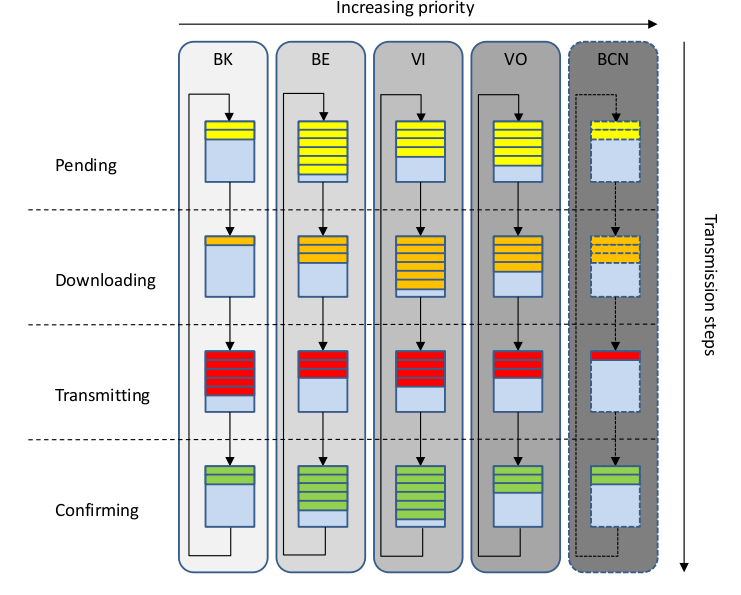 Increasing priority
BK
BE
VI
VO
BCN
Pending
Downloading
Transmitting
Confirming
Transmission steps